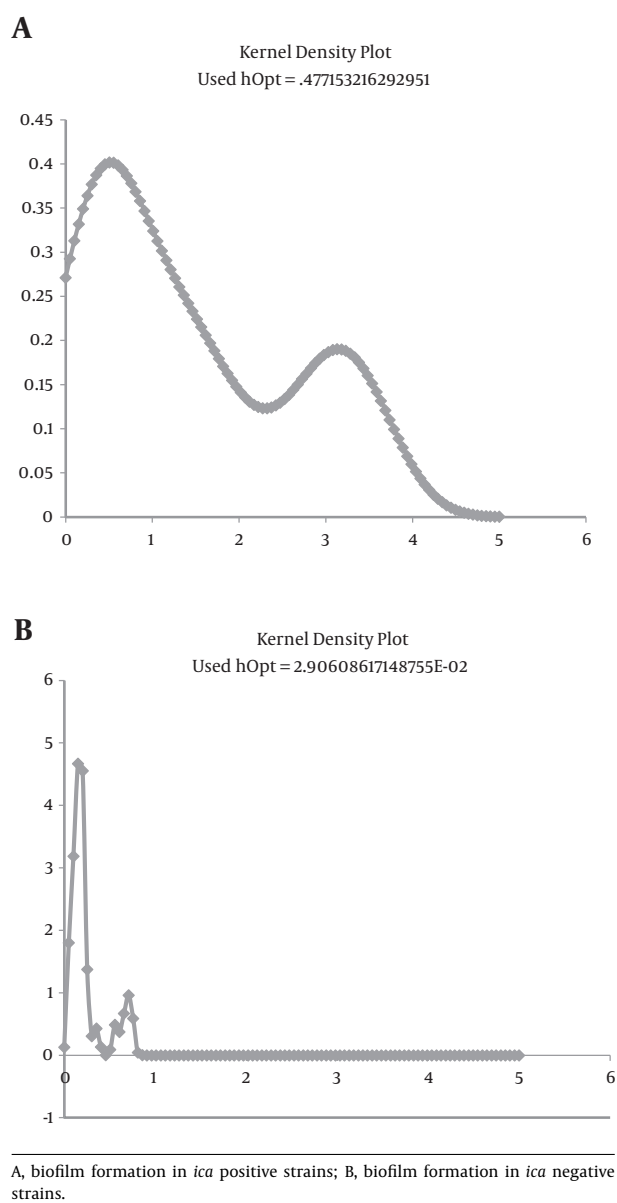 A
Kernel Density Plot
Used hOpt = .477153216292951
0.45
0.4
0.35
0.3
0.25
0.2
0.15
0.1
0.05
0
0 1 2 3 4 5 6
B
Kernel Density Plot
Used hOpt = 2.90608617148755E-02
6
5
4
3
2
1
0
0 1 2 3 4 5 6
-1
A, biofilm formation in ica positive strains; B, biofilm formation in ica negative
strains.